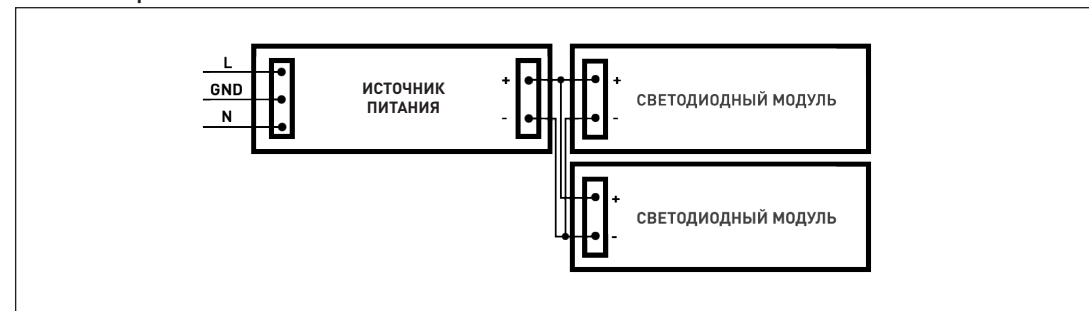 L
GND
N
ИСТОЧНИК
ПИТАНИЯ
+
-
+
-
СВЕТОДИОДНЫЙ МОДУЛЬ
+
-
СВЕТОДИОДНЫЙ МОДУЛЬ